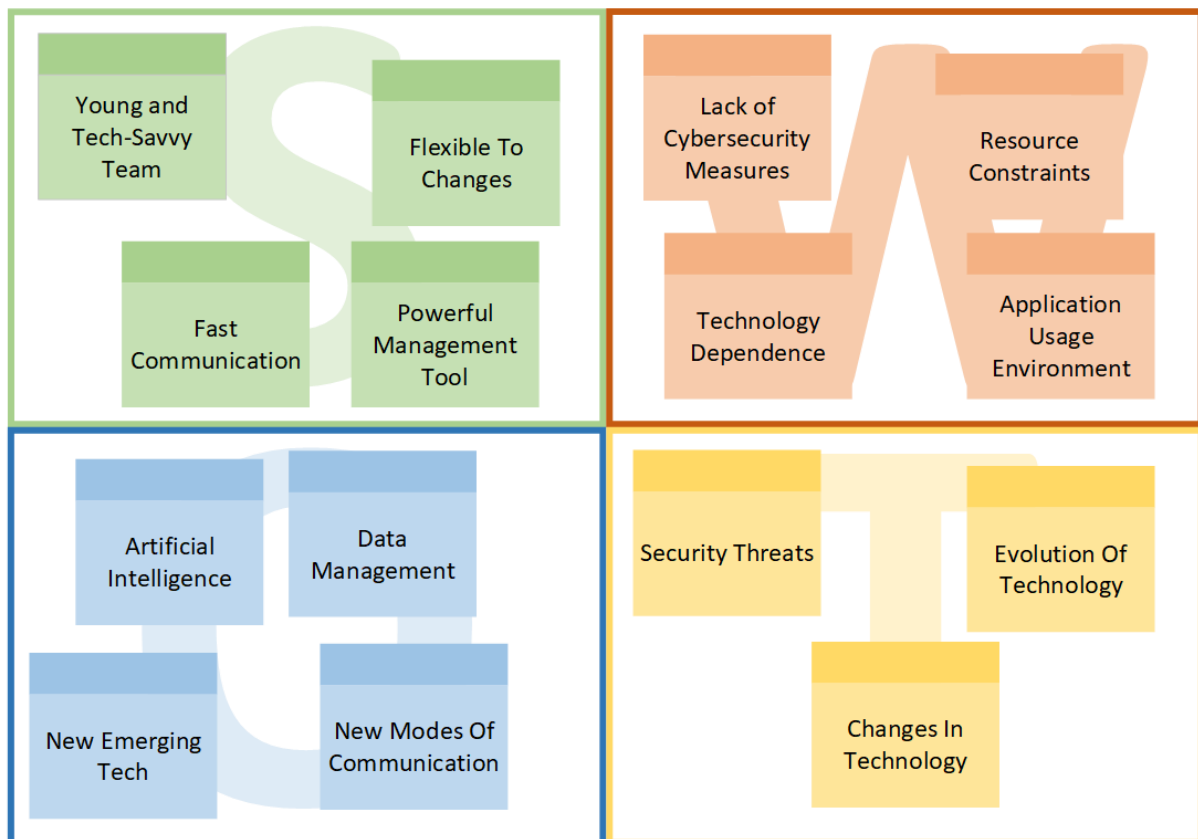 S
Young and
Tech-Savvy
Team
Flexible To
Changes
Fast
Communication
Powerful
Management
Tool
W
Lack of
Cybersecurity
Measures
Resource
Constraints
Technology
Dependence
Application
Usage
Environment
O
Artificial
Intelligence
Data
Management
New Emerging
Tech
New Modes Of
Communication
T
Security Threats
Evolution Of
Technology
Changes In
Technology